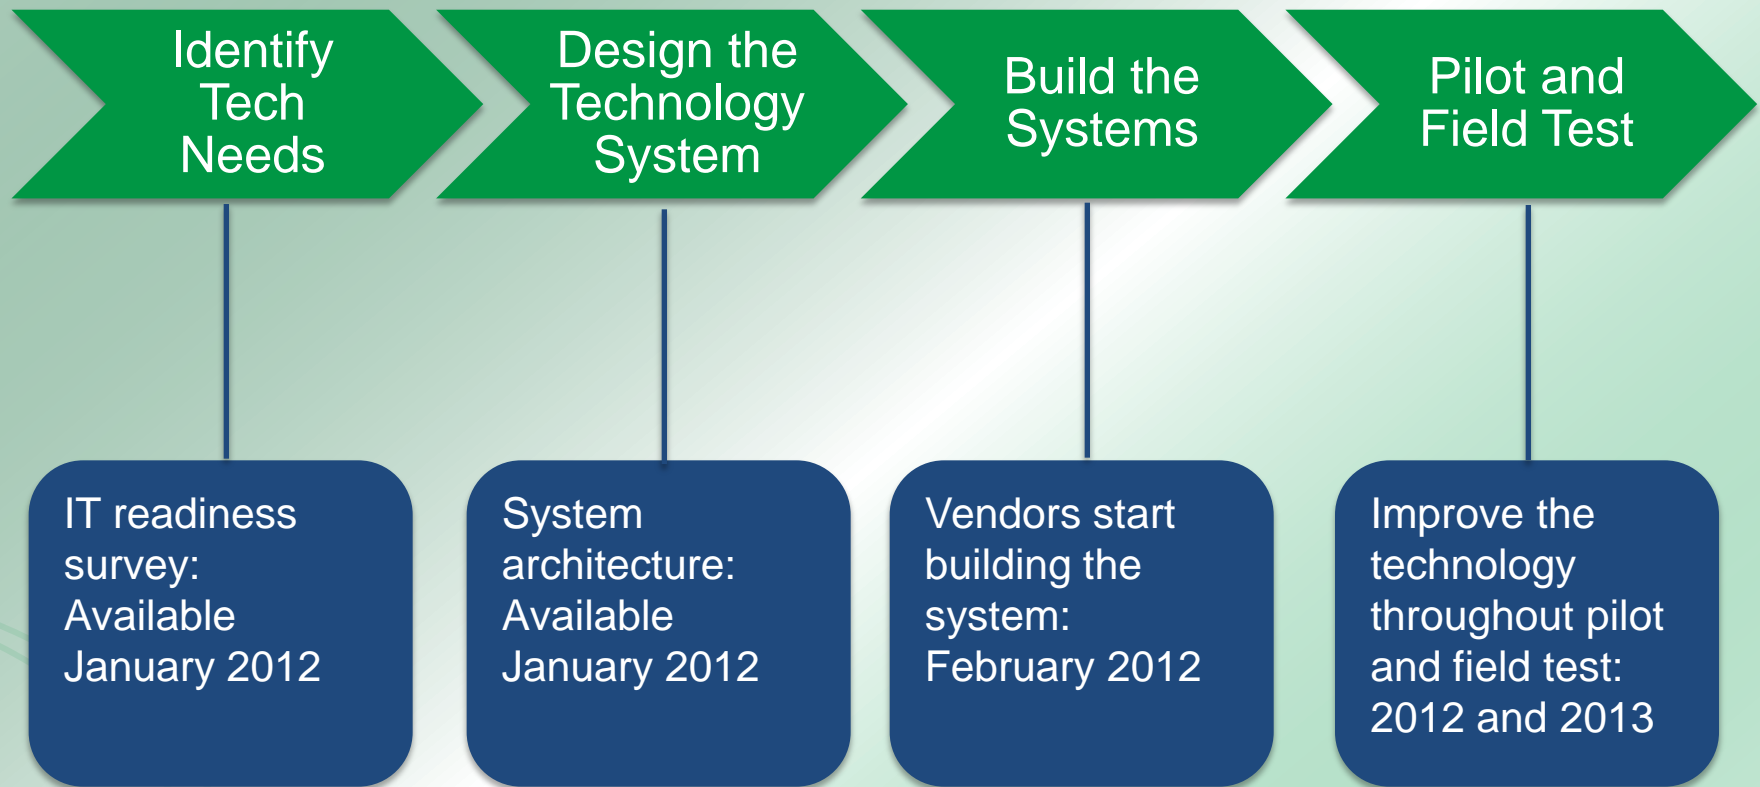 Identify
Tech
Needs
Design the
Technology
System
Build the
Systems
Pilot and
Field Test
IT readiness
survey:
Available
January 2012
System
architecture:
Available
January 2012
Vendors start
building the
system:
February 2012
Improve the
technology
throughout pilot
and field test:
2012 and 2013